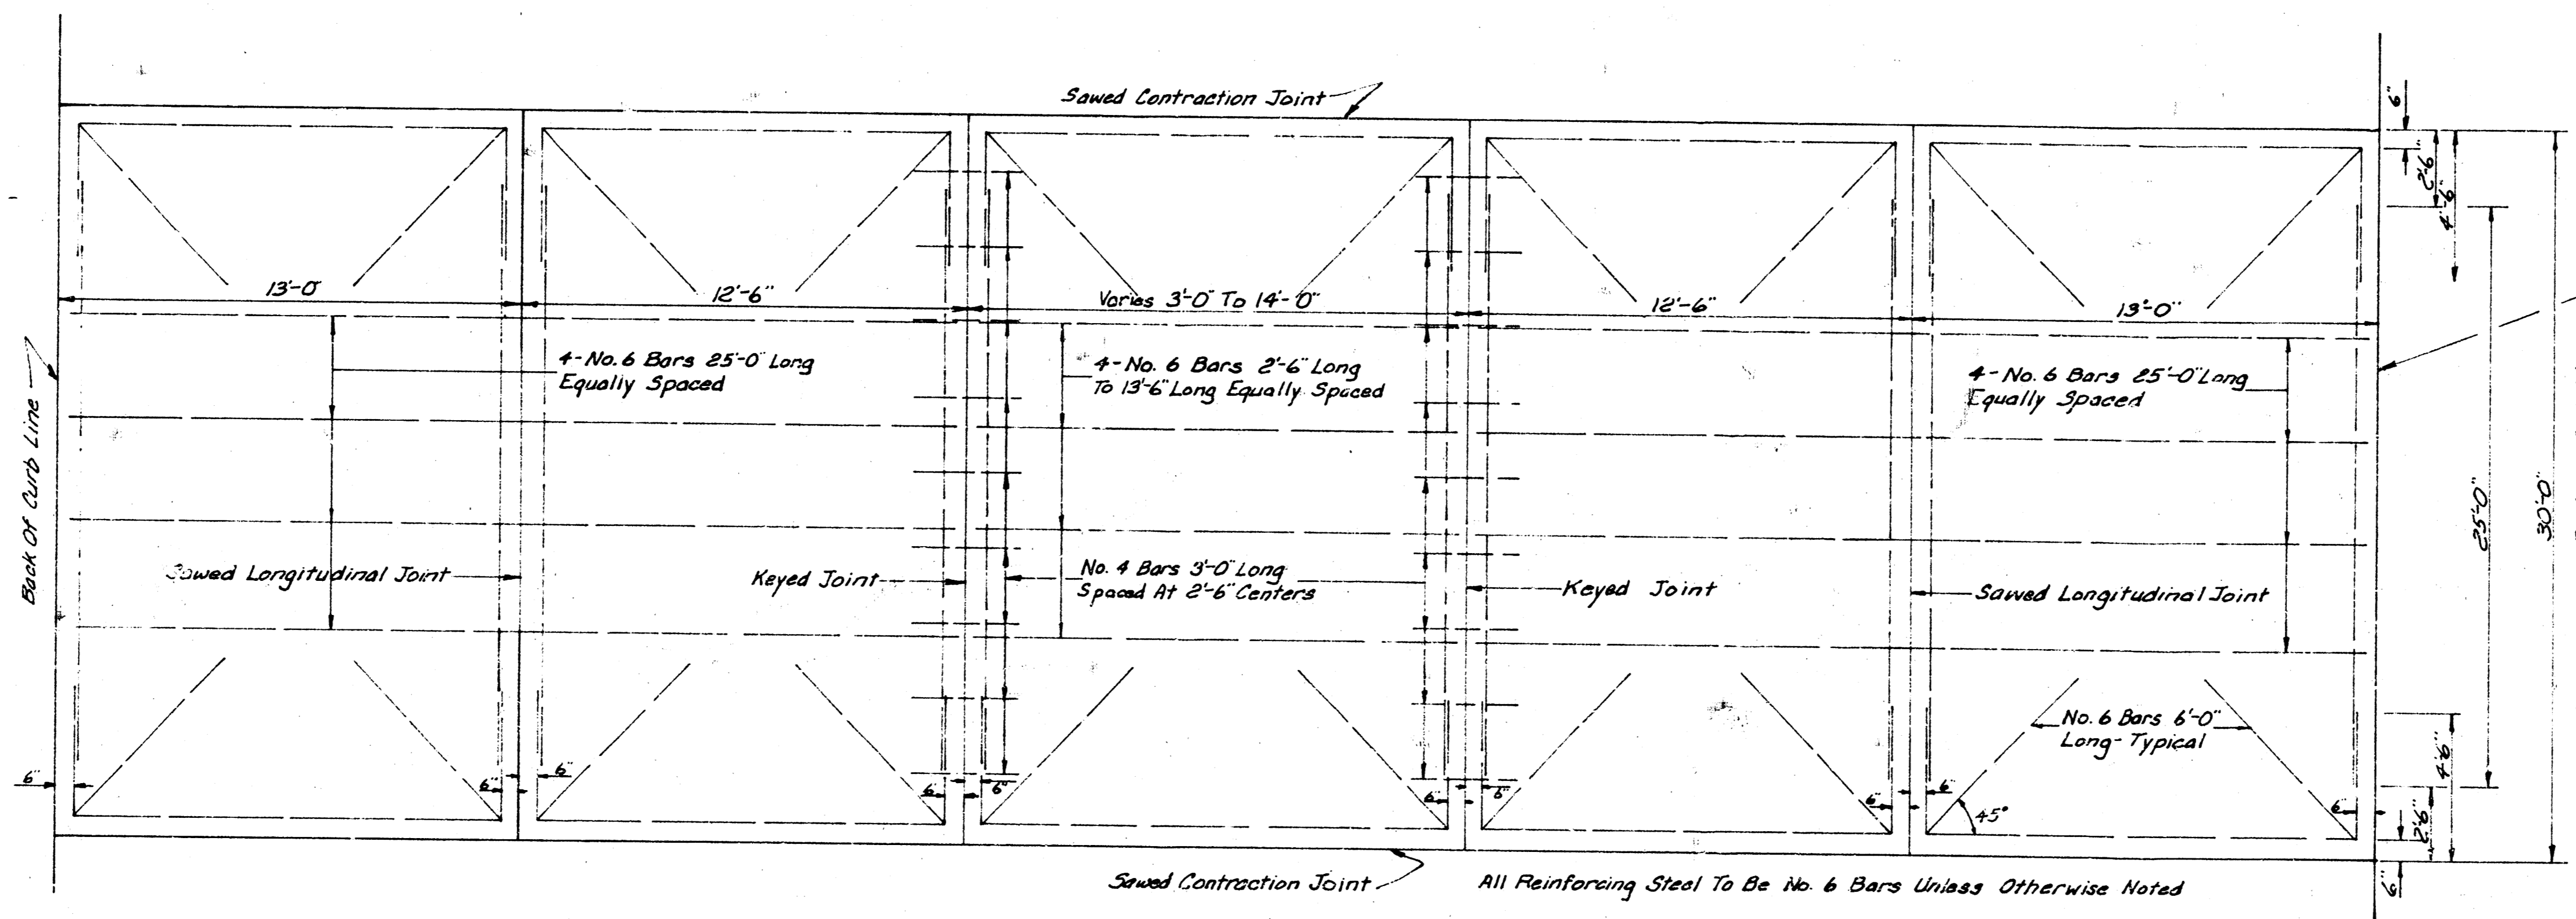 Sawed Contraction Joint
6"
2'-6"
4'-6"
13'-0
12'-6"
Varies 3'-0" To 14'-0"
12'-6"
13'-0"
4-No. 6 Bars 25'-0" Long
Equally Spaced
4-No. 6 Bars 2'-6" Long
To 13'-6" Long Equally Spaced
4-No. 6 Bars 25'-0" Long
Equally Spaced
Back Of Curb Line
25'-0"
30'-0"
Sawed Longitudinal Joint
Keyed Joint
No. 4 Bars 3'-0" Long
Spaced At 2'-6" Centers
Keyed Joint
Sawed Longitudinal Joint
No. 6 Bars 6'-0"
Long-Typical
4'-6"
6"
6"
6"
6"
6"
6"
6"
6"
6"
6"
45°
2'-6"
6"
Sawed Contraction Joint
All Reinforcing Steel To Be No. 6 Bars Unless Otherwise Noted